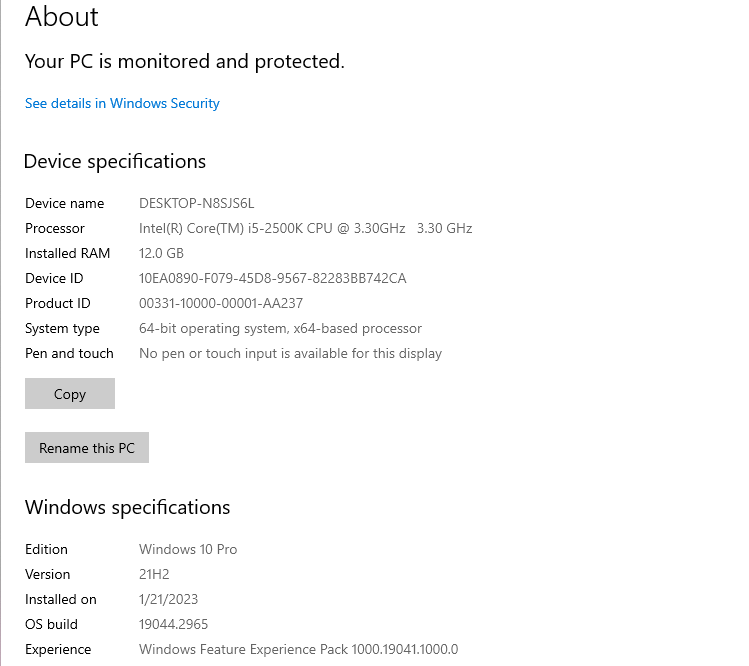 About
Your PC is monitored and protected.
See details in Windows Security
Device specifications
Device name DESKTOP-N8SJS6L
Processor Intel(R) Core(TM) i5-2500K CPU @ 3.30GHz 3.30 GHz
Installed RAM 12.0 GB
Device ID 10EA0890-F079-45D8-9567-82283BB742CA
Product ID 00331-10000-00001-AA237
System type 64-bit operating system, x64-based processor
Pen and touch No pen or touch input is available for this display
Copy
Rename this PC
Windows specifications
Edition Windows 10 Pro
Version 21H2
Installed on 1/21/2023
OS build 19044.2965
Experience Windows Feature Experience Pack 1000.19041.1000.0